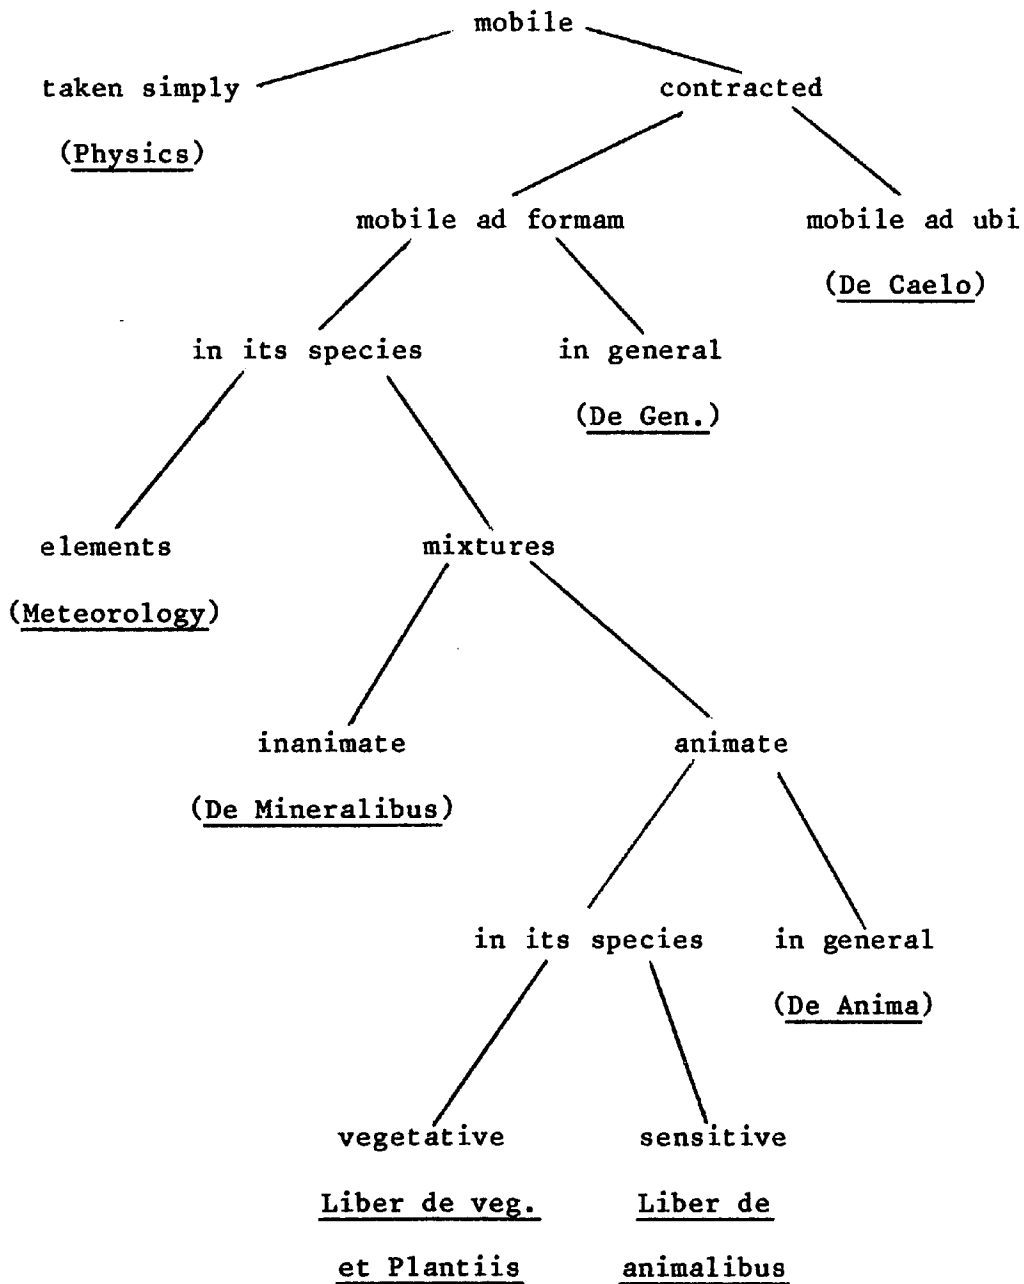 mobile
taken simply
contracted
(Physics)
mobile ad formam
mobile ad ubi
(De Caelo)
in its species
in general
(De Gen.)
elements
mixtures
(Meteorology)
inanimate
animate
(De Mineralibus)
in its species
in general
(De Anima)
vegetative
sensitive
Liber de veg.
Liber de
et Plantiis
animalibus